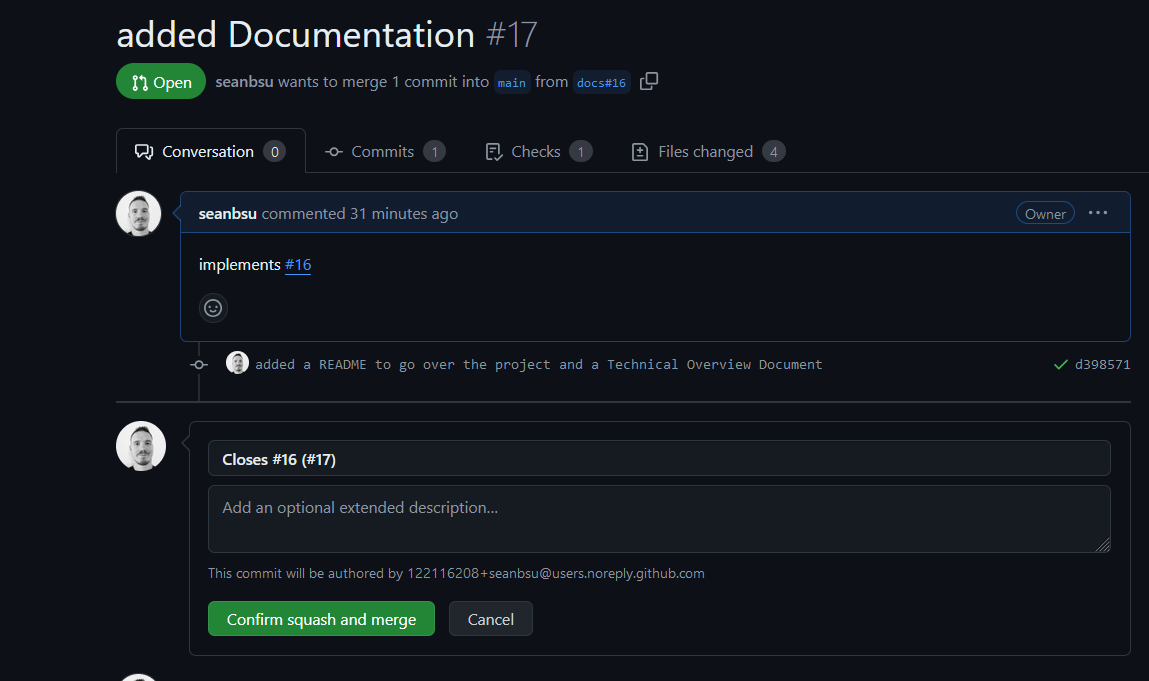 added Documentation #17
Open seanbsu wants to merge 1 commit into main from docs#16
Conversation 0 Commits 1 Checks 1 Files changed 4
seanbsu commented 31 minutes ago Owner
implements #16
added a README to go over the project and a Technical Overview Document d398571
Closes #16 (#17)
Add an optional extended description...
This commit will be authored by 122116208+seanbsu@users.noreply.github.com
Confirm squash and merge Cancel